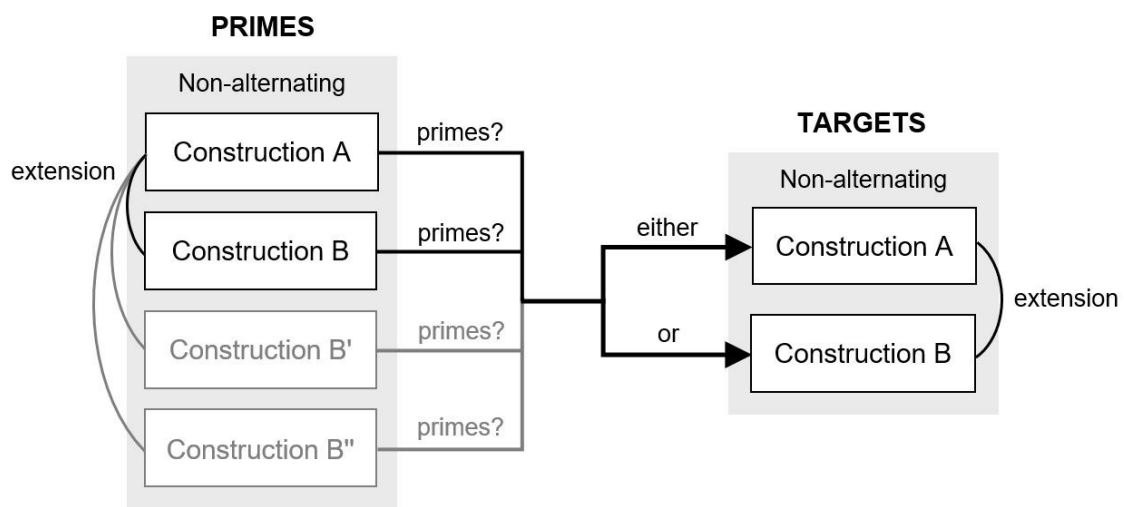 PRIMES
Non-alternating
Construction A
primes?
extension
Construction B
primes?
Construction B'
primes?
Construction B"
primes?
TARGETS
Non-alternating
either
Construction A
extension
or
Construction B